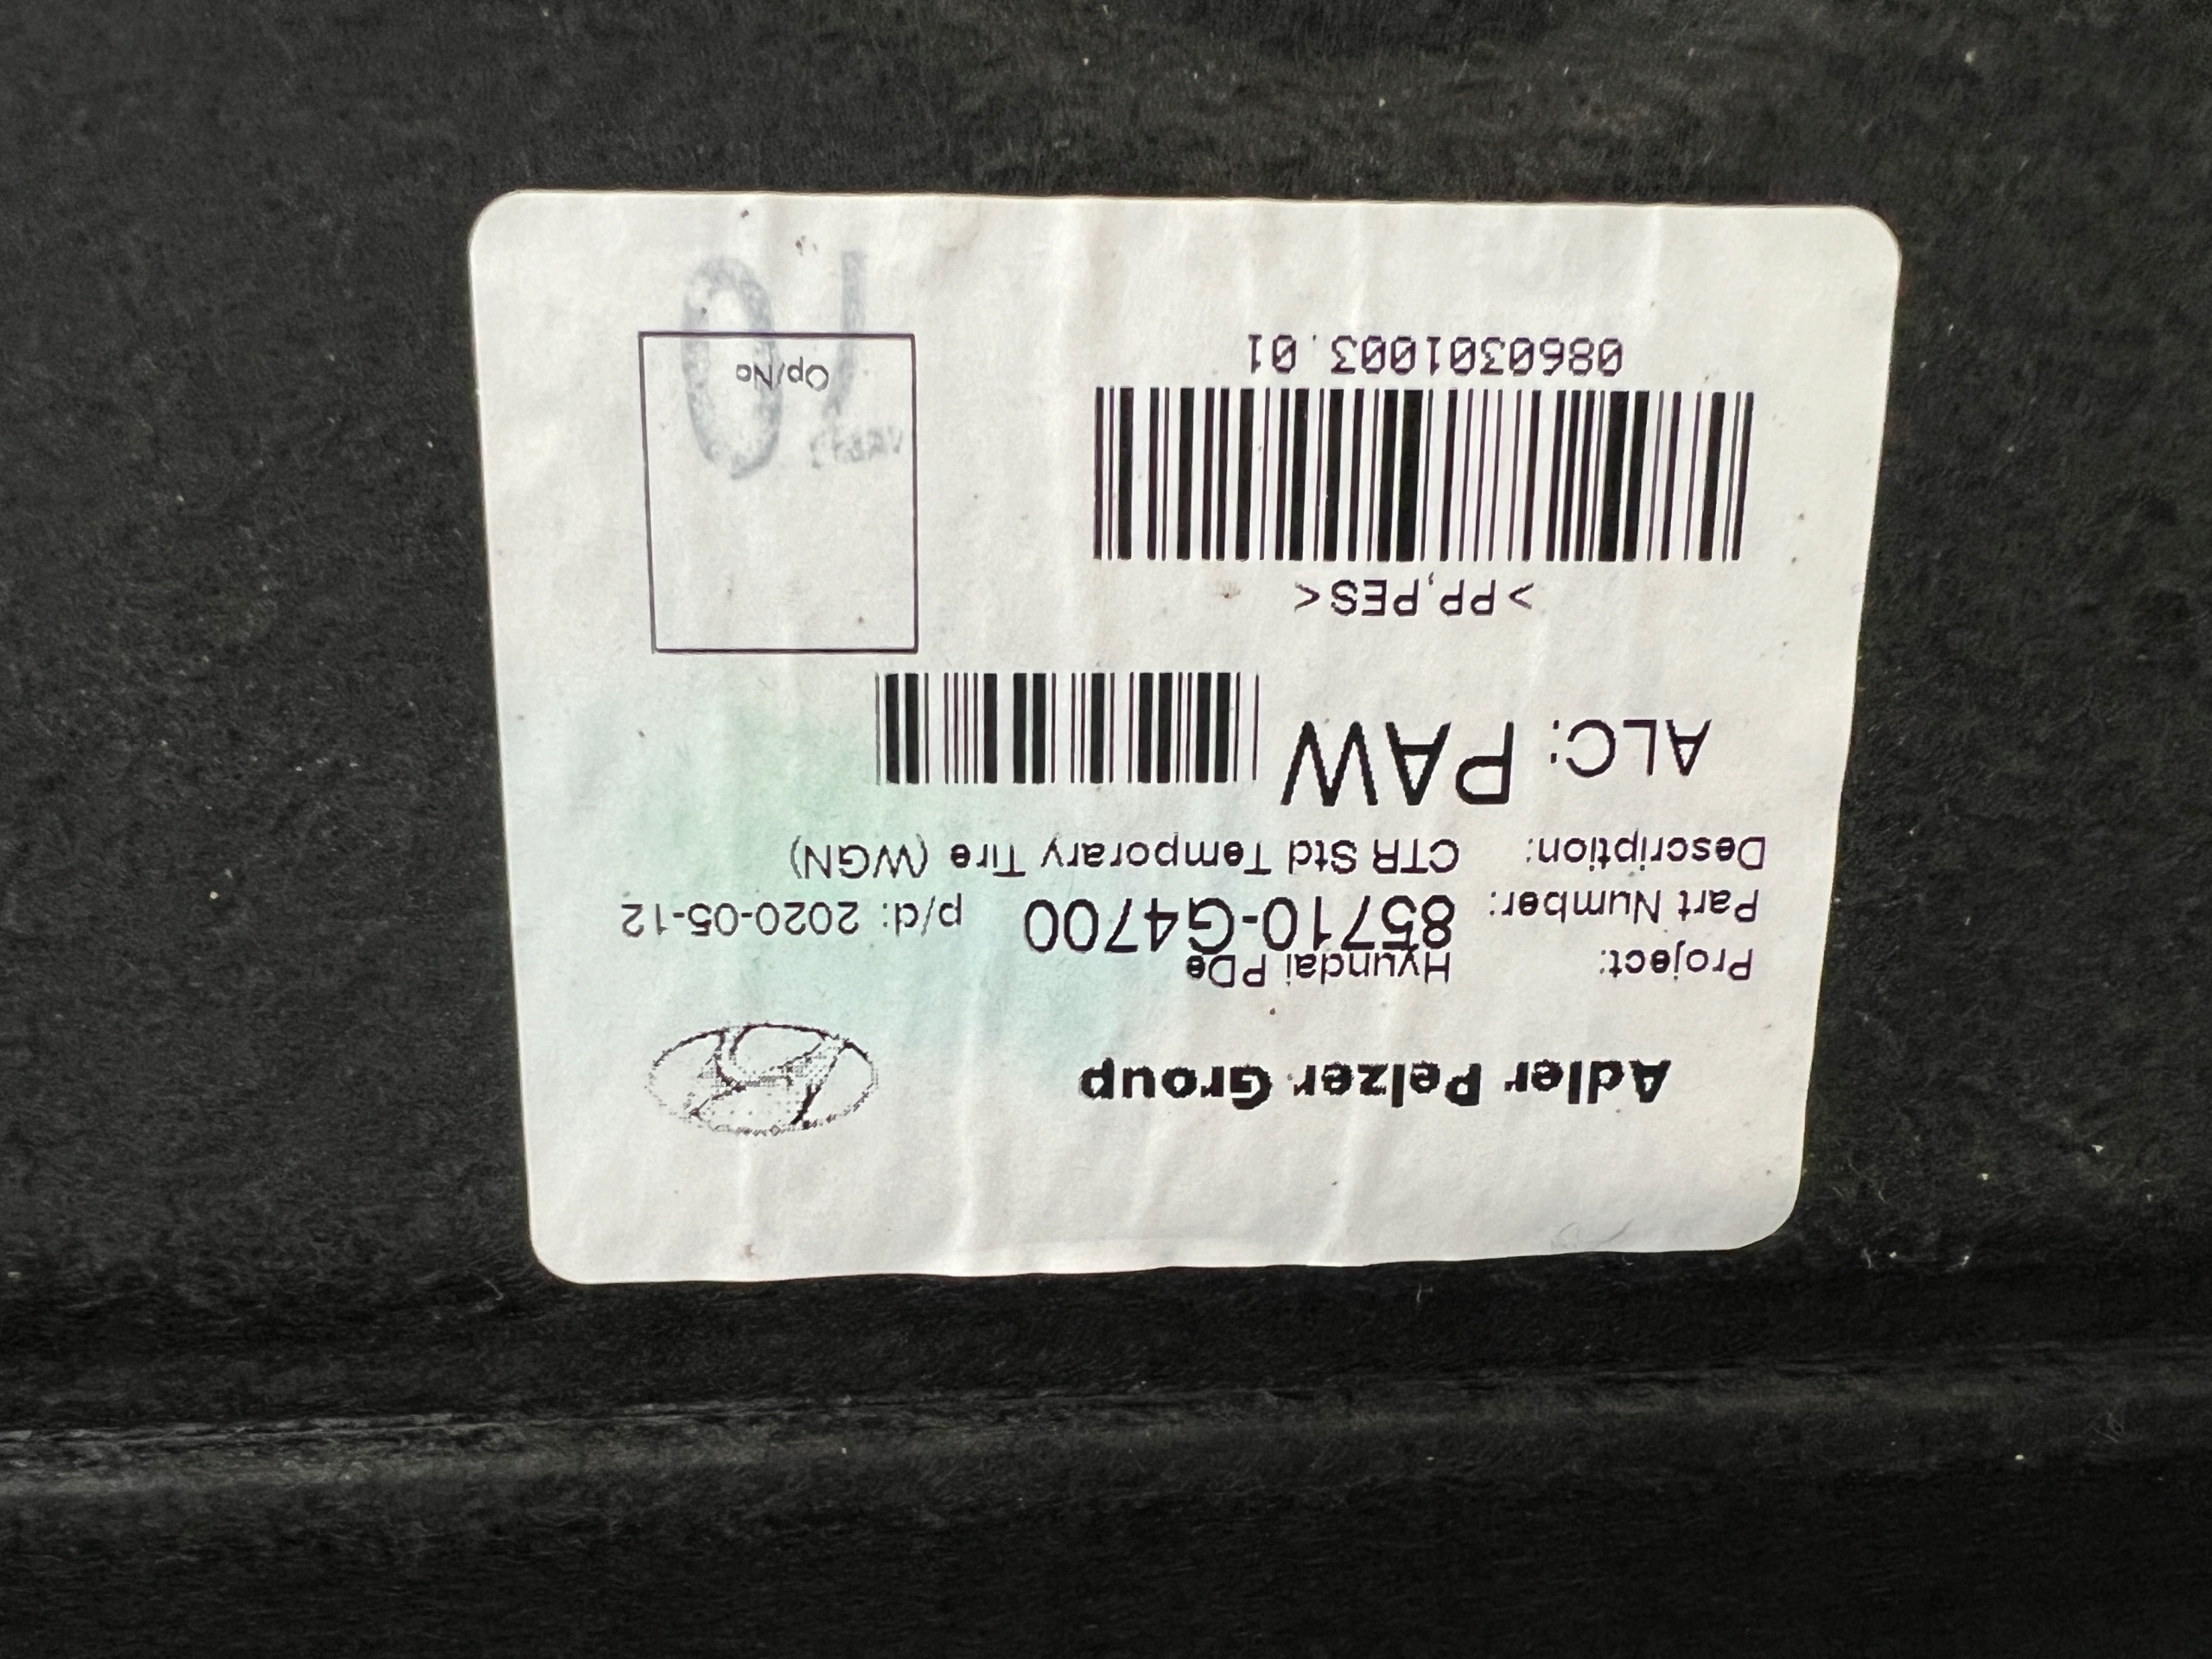 Adler Pelzer Group
Project: Hyundai PDe
Part Number: 85710-G4700 p/d: 2020-05-12
Description: CTR Std Temporary Tire (WGN)
ALC: PAW
>PP,PES<
0860301003.01
Op/No
10